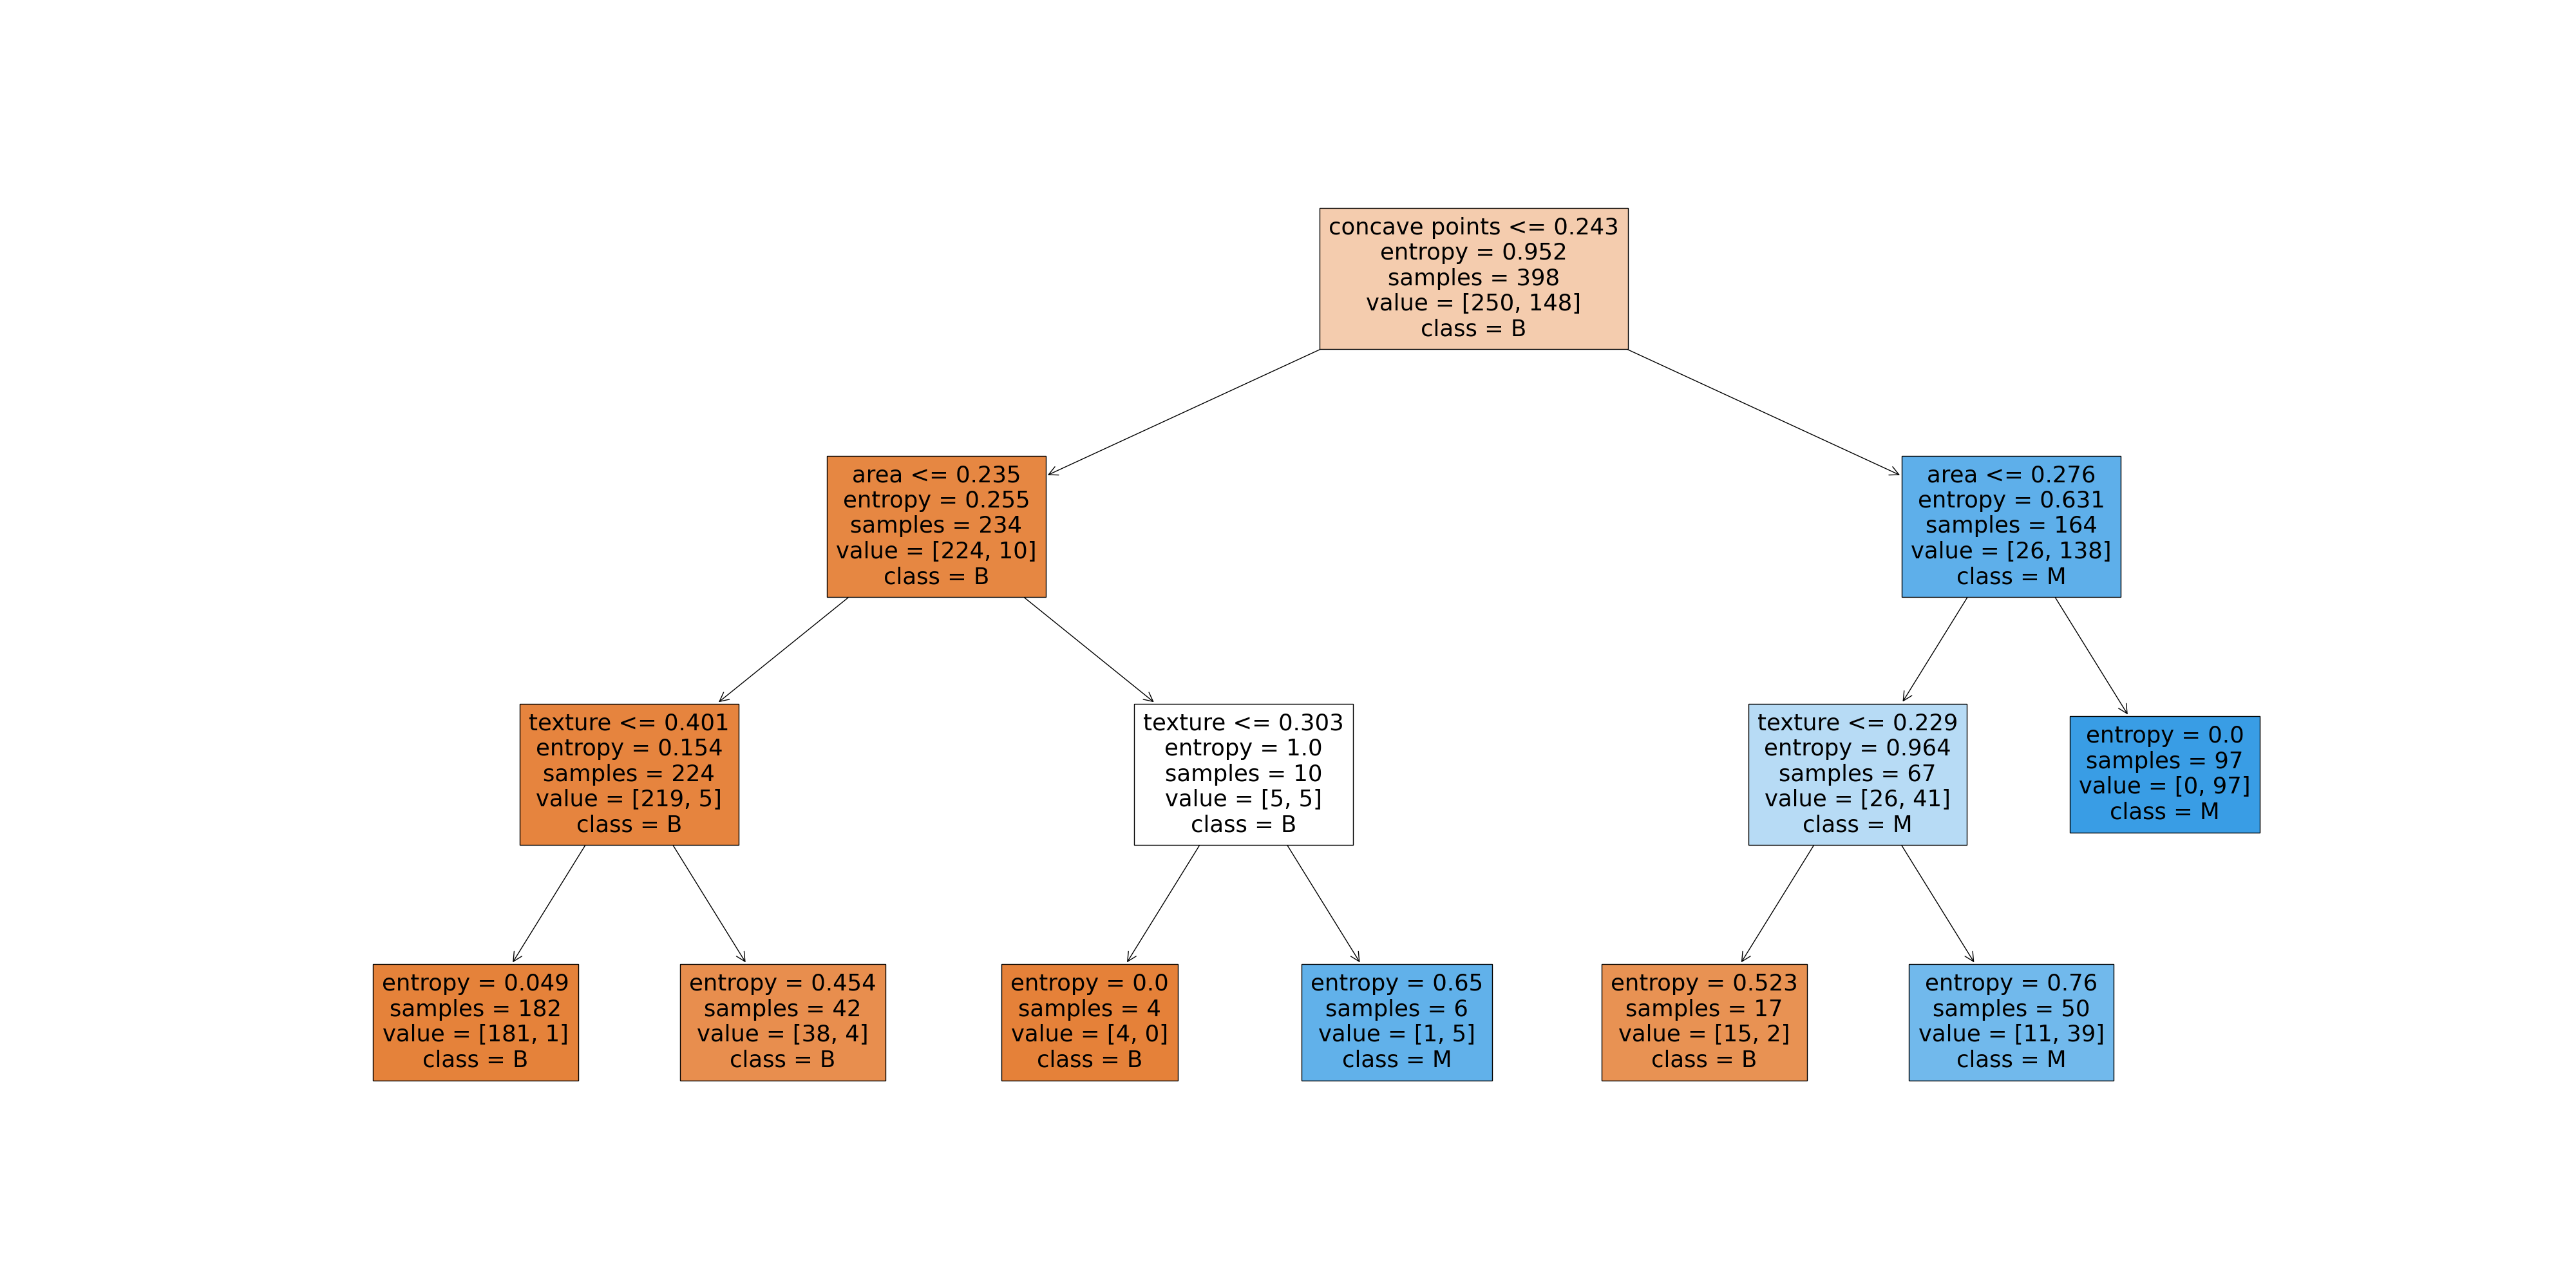 concave points <= 0.243
entropy = 0.952
samples = 398
value = [250, 148]
class = B
area <= 0.235
entropy = 0.255
samples = 234
value = [224, 10]
class = B
area <= 0.276
entropy = 0.631
samples = 164
value = [26, 138]
class = M
texture <= 0.401
entropy = 0.154
samples = 224
value = [219, 5]
class = B
texture <= 0.303
entropy = 1.0
samples = 10
value = [5, 5]
class = B
texture <= 0.229
entropy = 0.964
samples = 67
value = [26, 41]
class = M
entropy = 0.0
samples = 97
value = [0, 97]
class = M
entropy = 0.049
samples = 182
value = [181, 1]
class = B
entropy = 0.454
samples = 42
value = [38, 4]
class = B
entropy = 0.0
samples = 4
value = [4, 0]
class = B
entropy = 0.65
samples = 6
value = [1, 5]
class = M
entropy = 0.523
samples = 17
value = [15, 2]
class = B
entropy = 0.76
samples = 50
value = [11, 39]
class = M